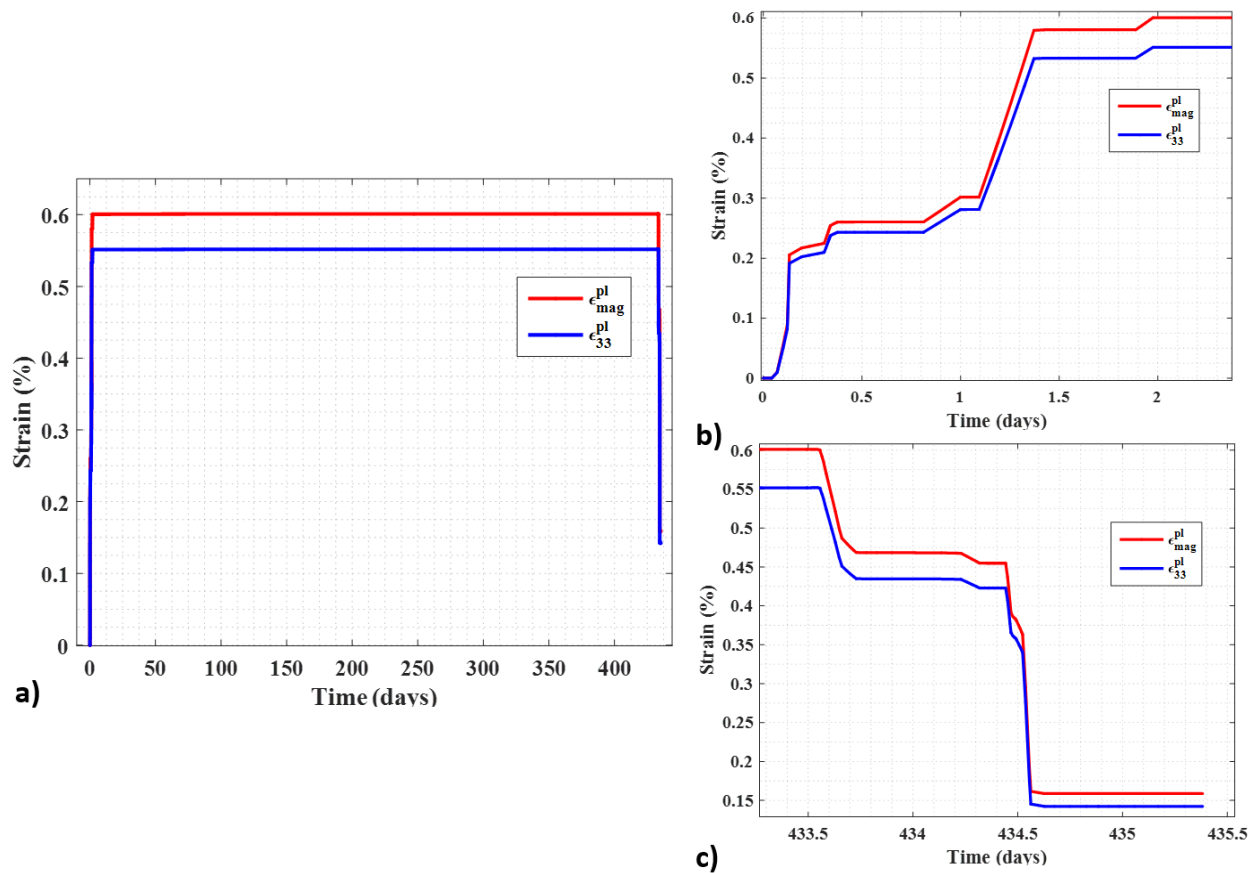 0.6
0.5
0.4
0.3
0.2
0.1
0
Strain (%)
ϵ^pl_mag
ϵ^pl_33
0 50 100 150 200 250 300 350 400
Time (days)
a)
0.6
0.5
0.4
0.3
0.2
0.1
0
Strain (%)
ϵ^pl_mag
ϵ^pl_33
0 0.5 1 1.5 2
Time (days)
b)
0.6
0.55
0.5
0.45
0.4
0.35
0.3
0.25
0.2
0.15
Strain (%)
ϵ^pl_mag
ϵ^pl_33
433.5 434 434.5 435 435.5
Time (days)
c)